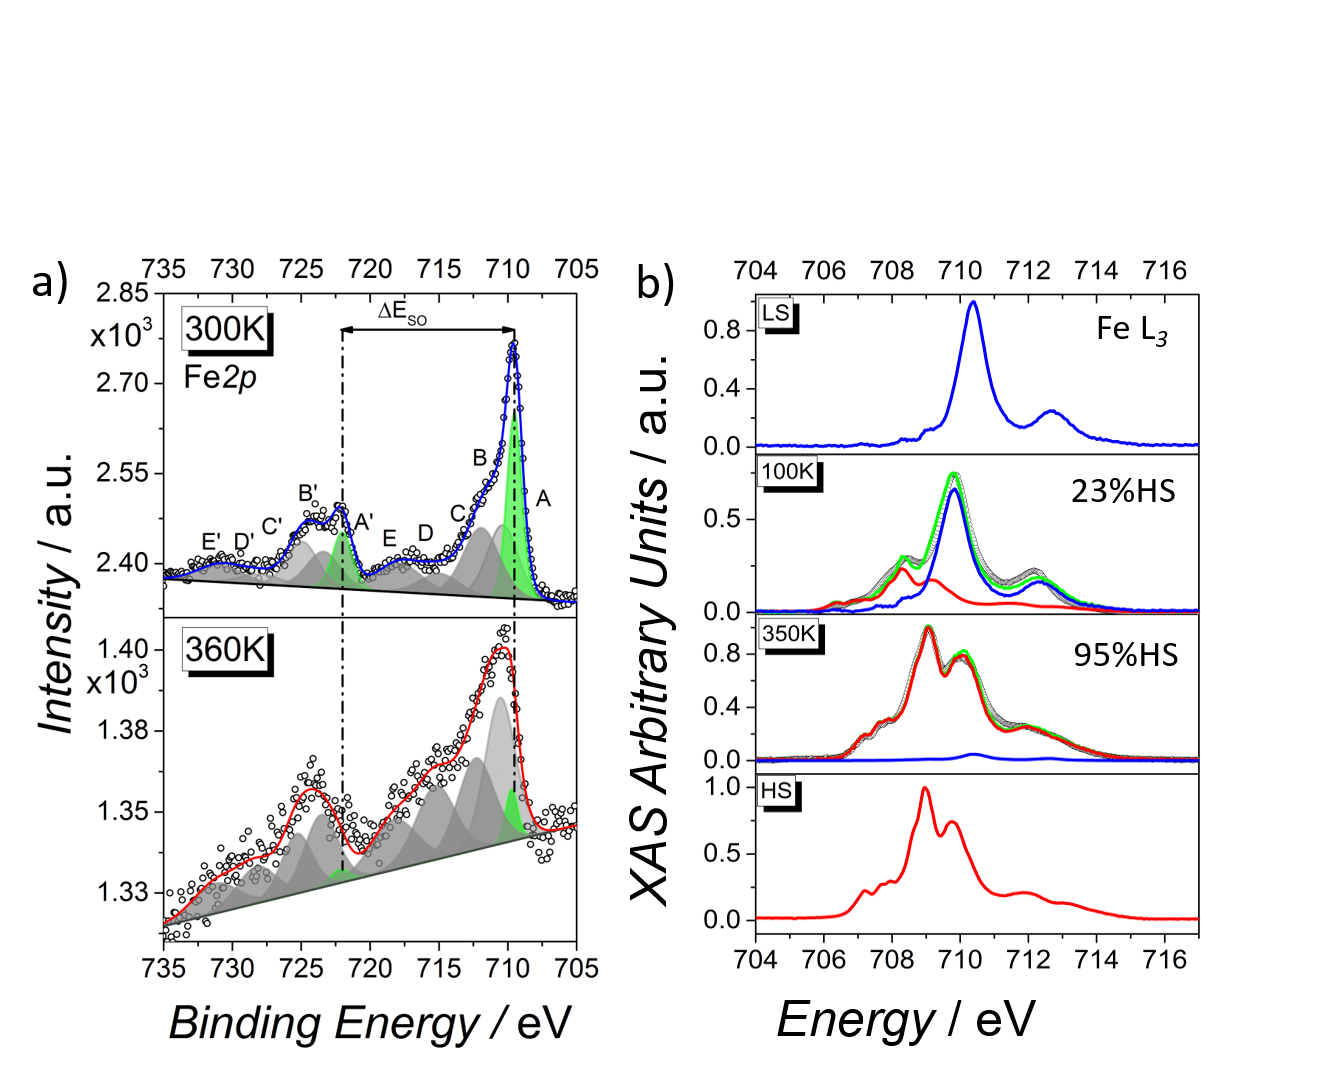 a)
735 730 725 720 715 710 705
2.85
x10³
2.70
2.55
2.40
300K
Fe2p
ΔE_SO
E' D' C' B' A' E D C B A
360K
1.40
x10³
1.38
1.35
1.33
735 730 725 720 715 710 705
Intensity / a.u.
Binding Energy / eV
b)
704 706 708 710 712 714 716
LS
Fe L₃
0.8
0.4
0.0
100K
23%HS
0.5
0.0
350K
95%HS
0.8
0.4
0.0
HS
1.0
0.5
0.0
704 706 708 710 712 714 716
XAS Arbitrary Units / a.u.
Energy / eV